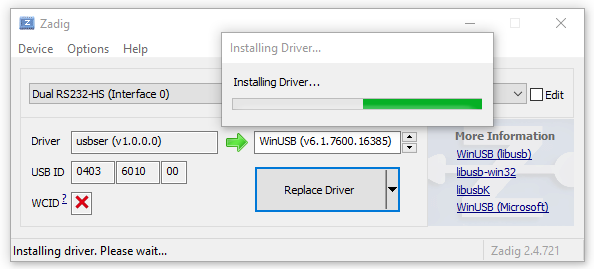 Zadig
Device Options Help
Installing Driver...
Installing Driver...
Dual RS232-HS (Interface 0)
Edit
Driver usbser (v1.0.0.0) WinUSB (v6.1.7600.16385)
USB ID 0403 6010 00
WCID ?
Replace Driver
More Information
WinUSB (libusb)
libusb-win32
libusbK
WinUSB (Microsoft)
Installing driver. Please wait...
Zadig 2.4.721